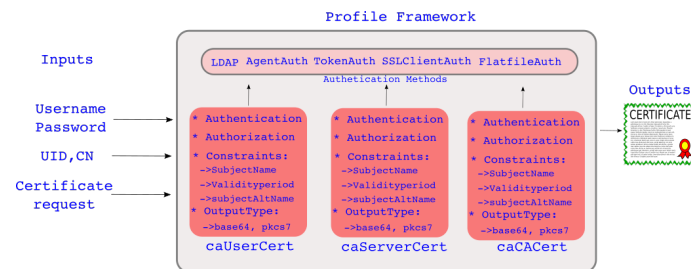 Profile Framework
Inputs
LDAP AgentAuth TokenAuth SSLClientAuth FlatfileAuth
Authetication Methods
Username
Password
UID,CN
Certificate
request
* Authentication
* Authorization
* Constraints:
->SubjectName
->Validityperiod
->subjectAltName
* OutputType:
->base64, pkcs7
caUserCert
* Authentication
* Authorization
* Constraints:
->SubjectName
->Validityperiod
->subjectAltName
* OutputType:
->base64, pkcs7
caServerCert
* Authentication
* Authorization
* Constraints:
->SubjectName
->Validityperiod
->subjectAltName
* OutputType:
->base64, pkcs7
caCACert
Outputs
CERTIFICATE